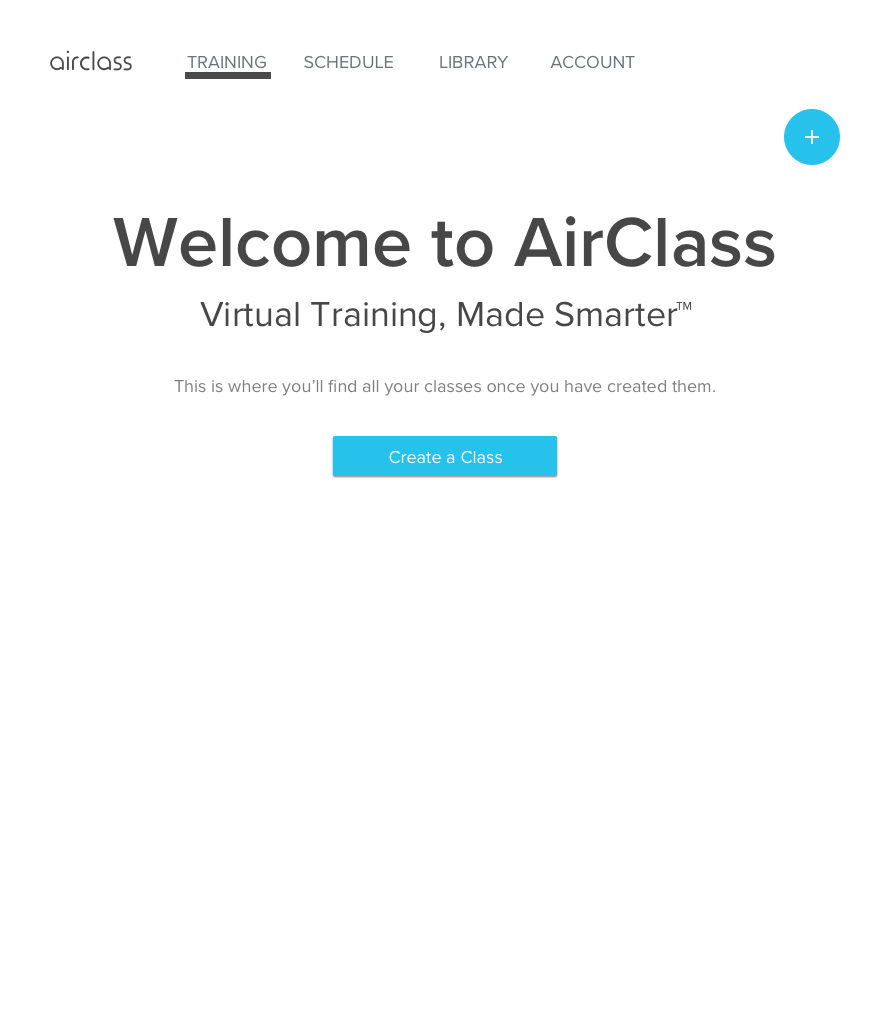 airclass TRAINING SCHEDULE LIBRARY ACCOUNT
+
Welcome to AirClass
Virtual Training, Made Smarter™
This is where you’ll find all your classes once you have created them.
Create a Class